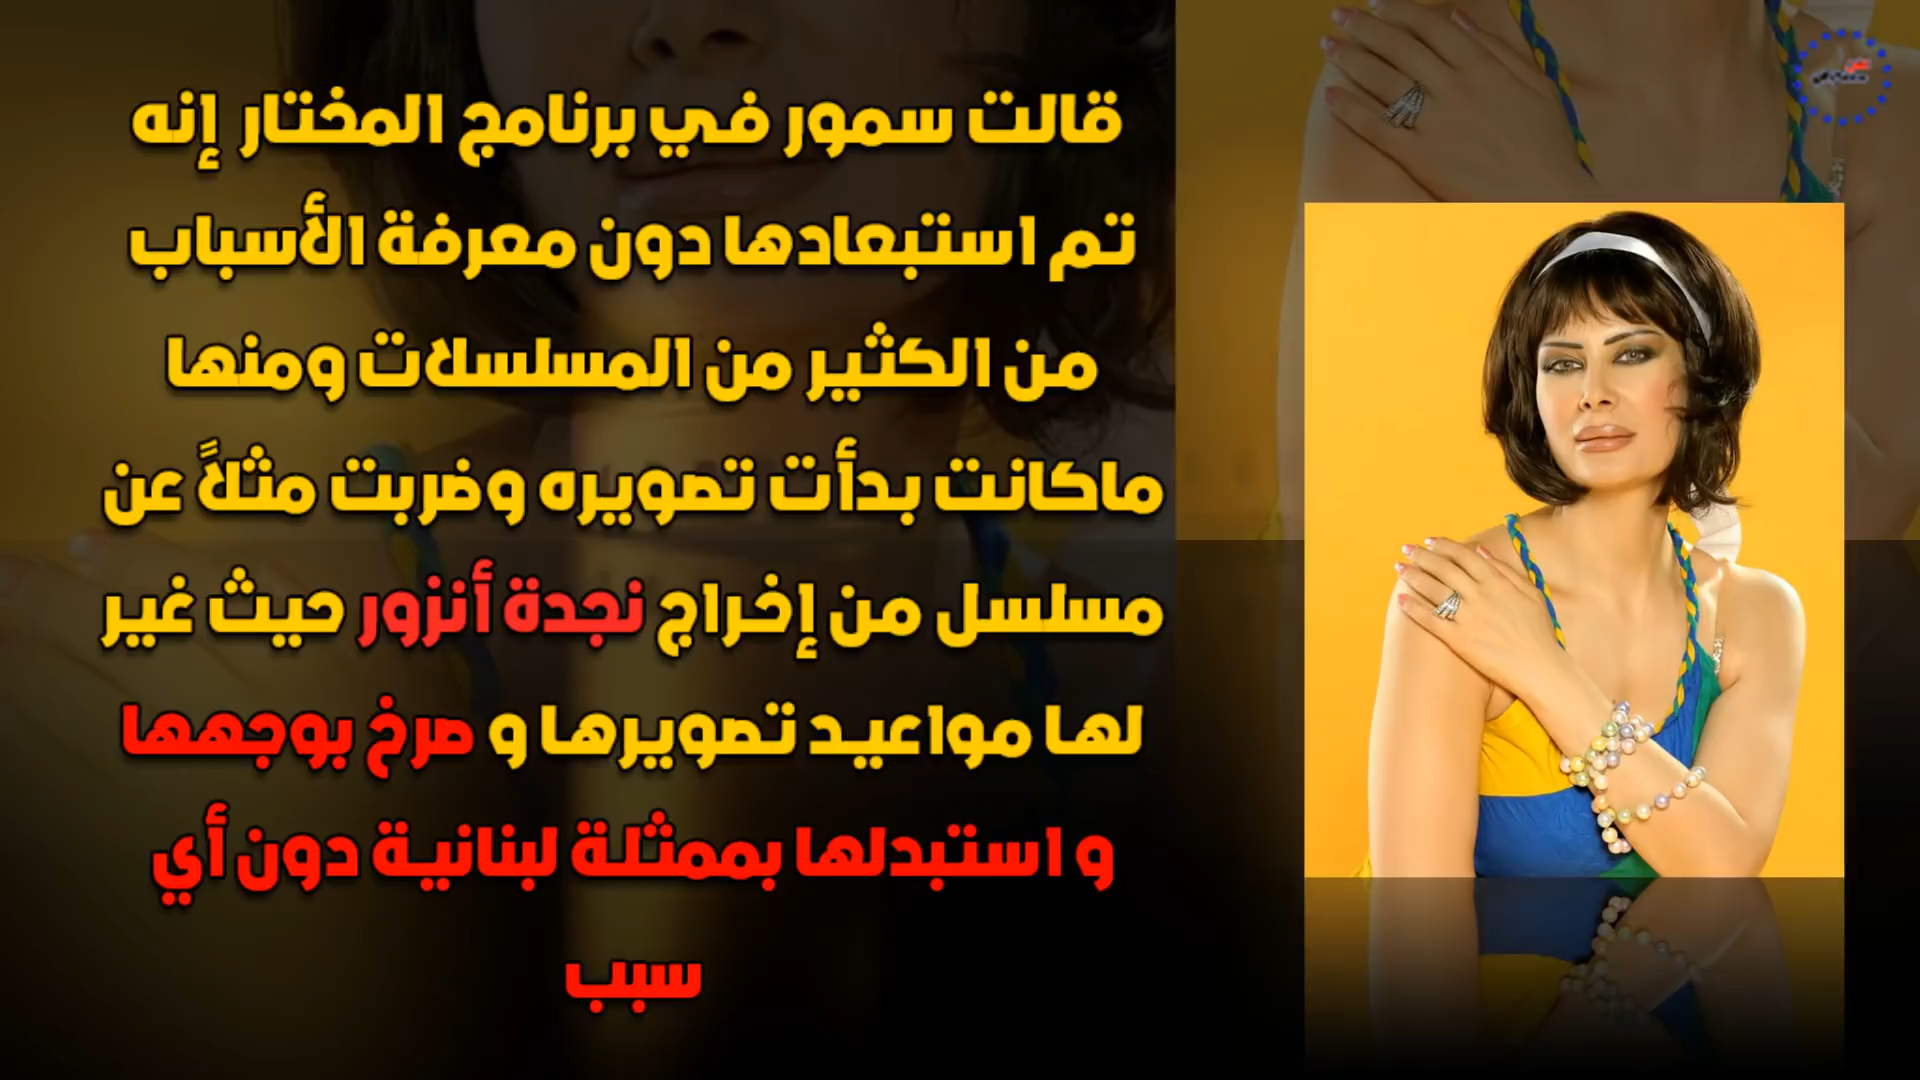 قالت سمور في برنامج المختار إنه
تم استبعادها دون معرفة الأسباب
من الكثير من المسلسلات ومنها
ماكانت بدأت تصويره وضربت مثلاً عن
مسلسل من إخراج نجدة أنزور حيث غير
لها مواعيد تصويرها و صرخ بوجهها
و استبدلها بممثلة لبنانية دون أي
سبب